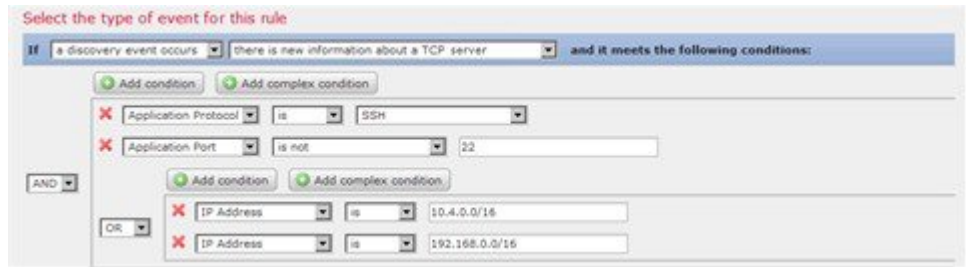 Select the type of event for this rule
If a discovery event occurs there is new information about a TCP server and it meets the following conditions:
Add condition Add complex condition
Application Protocol is SSH
Application Port is not 22
AND
Add condition Add complex condition
OR
IP Address is 10.4.0.0/16
IP Address is 192.168.0.0/16